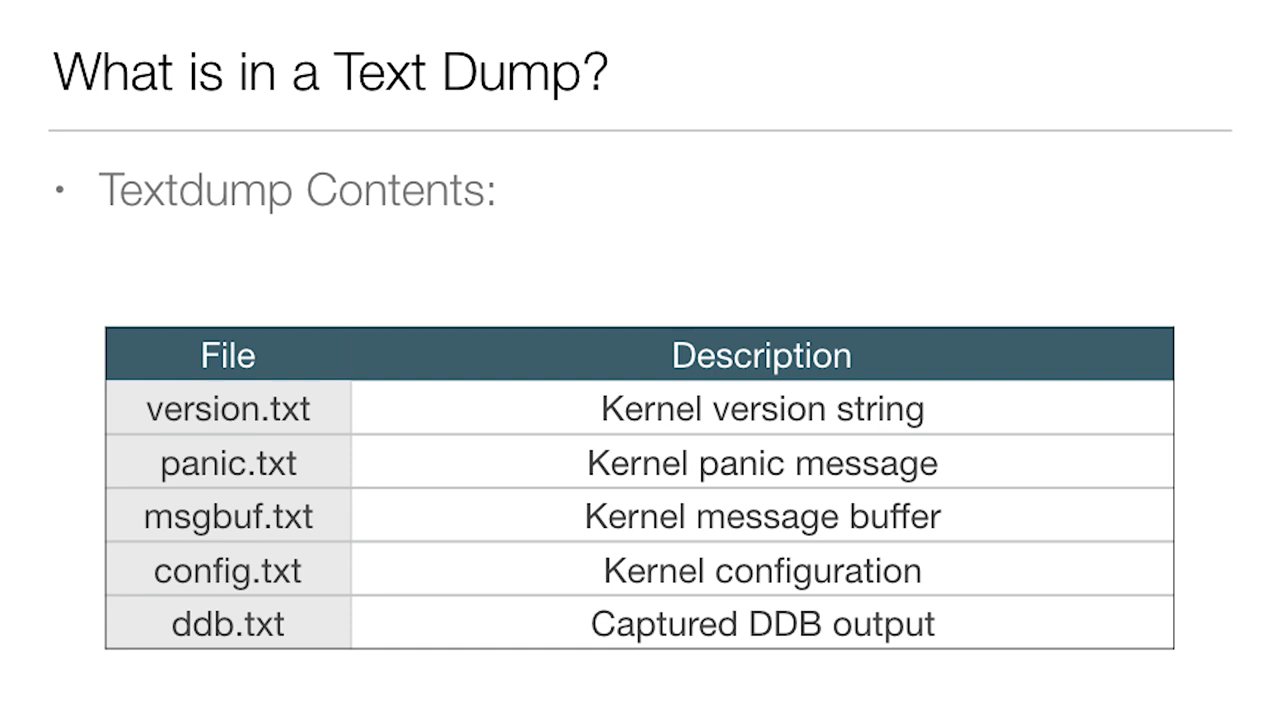 What is in a Text Dump?
• Textdump Contents:
File Description
version.txt Kernel version string
panic.txt Kernel panic message
msgbuf.txt Kernel message buffer
config.txt Kernel configuration
ddb.txt Captured DDB output